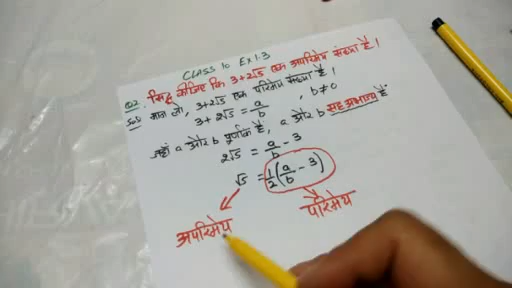 CLASS 10 EX 1.3
Q2. सिद्ध कीजिए कि 3+2√5 एक अपरिमेय संख्या है।
Sol) मान लो, 3+2√5 एक परिमेय संख्या है।
3+2√5 = a/b , b≠0
जहाँ a और b पूर्णांक है, a और b सह अभाज्य है
2√5 = a/b - 3
√5 = 1/2 (a/b - 3)
अपरिमेय परिमेय